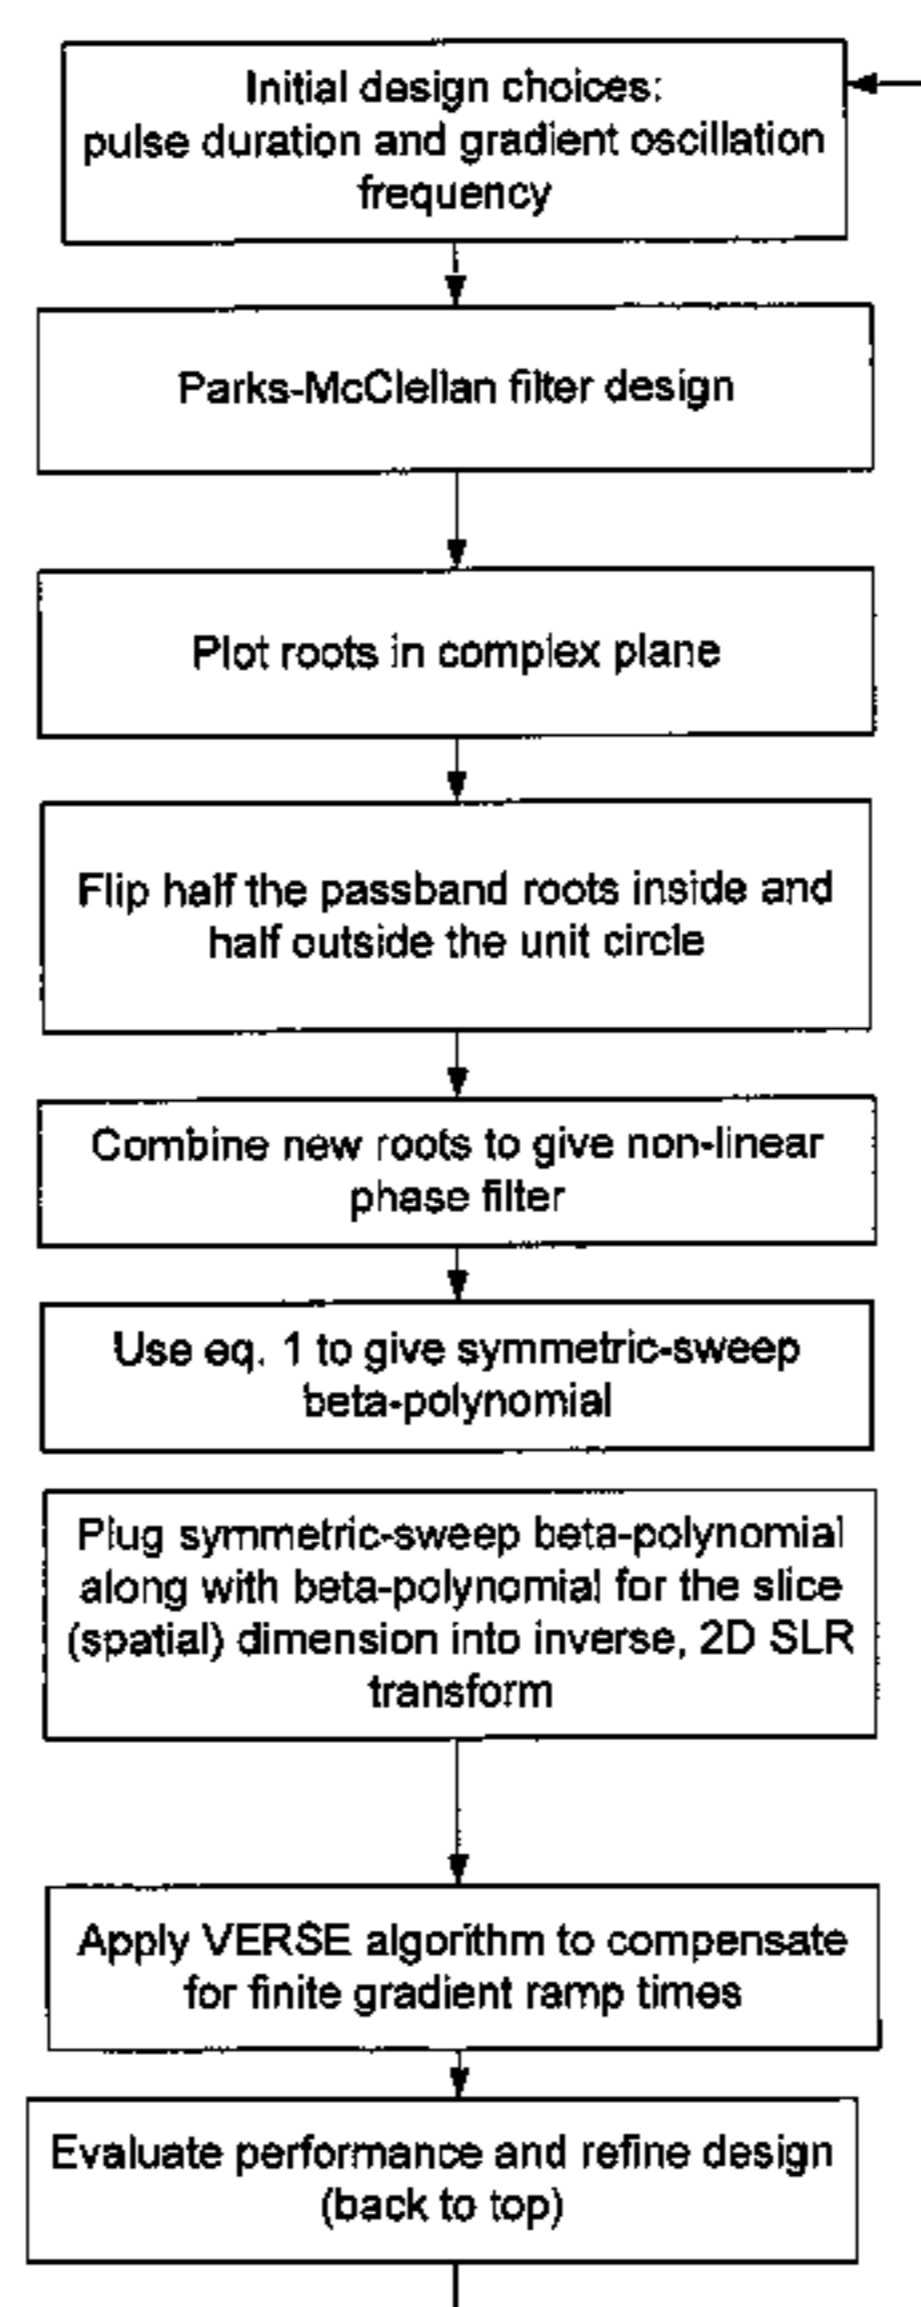 Initial design choices:
pulse duration and gradient oscillation
frequency
Parks-McClellan filter design
Plot roots in complex plane
Flip half the passband roots inside and
half outside the unit circle
Combine new roots to give non-linear
phase filter
Use eq. 1 to give symmetric-sweep
beta-polynomial
Plug symmetric-sweep beta-polynomial
along with beta-polynomial for the slice
(spatial) dimension into inverse, 2D SLR
transform
Apply VERSE algorithm to compensate
for finite gradient ramp times
Evaluate performance and refine design
(back to top)